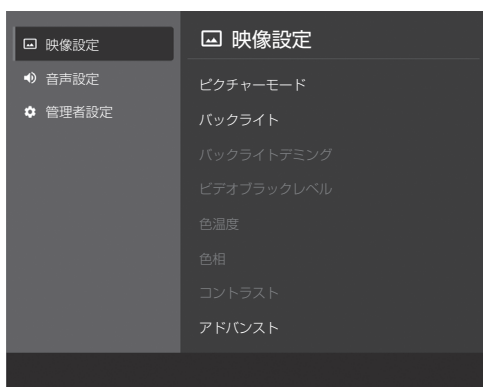 映像設定
音声設定
管理者設定
映像設定
ピクチャーモード
バックライト
バックライトデミング
ビデオブラックレベル
色温度
色相
コントラスト
アドバンスト